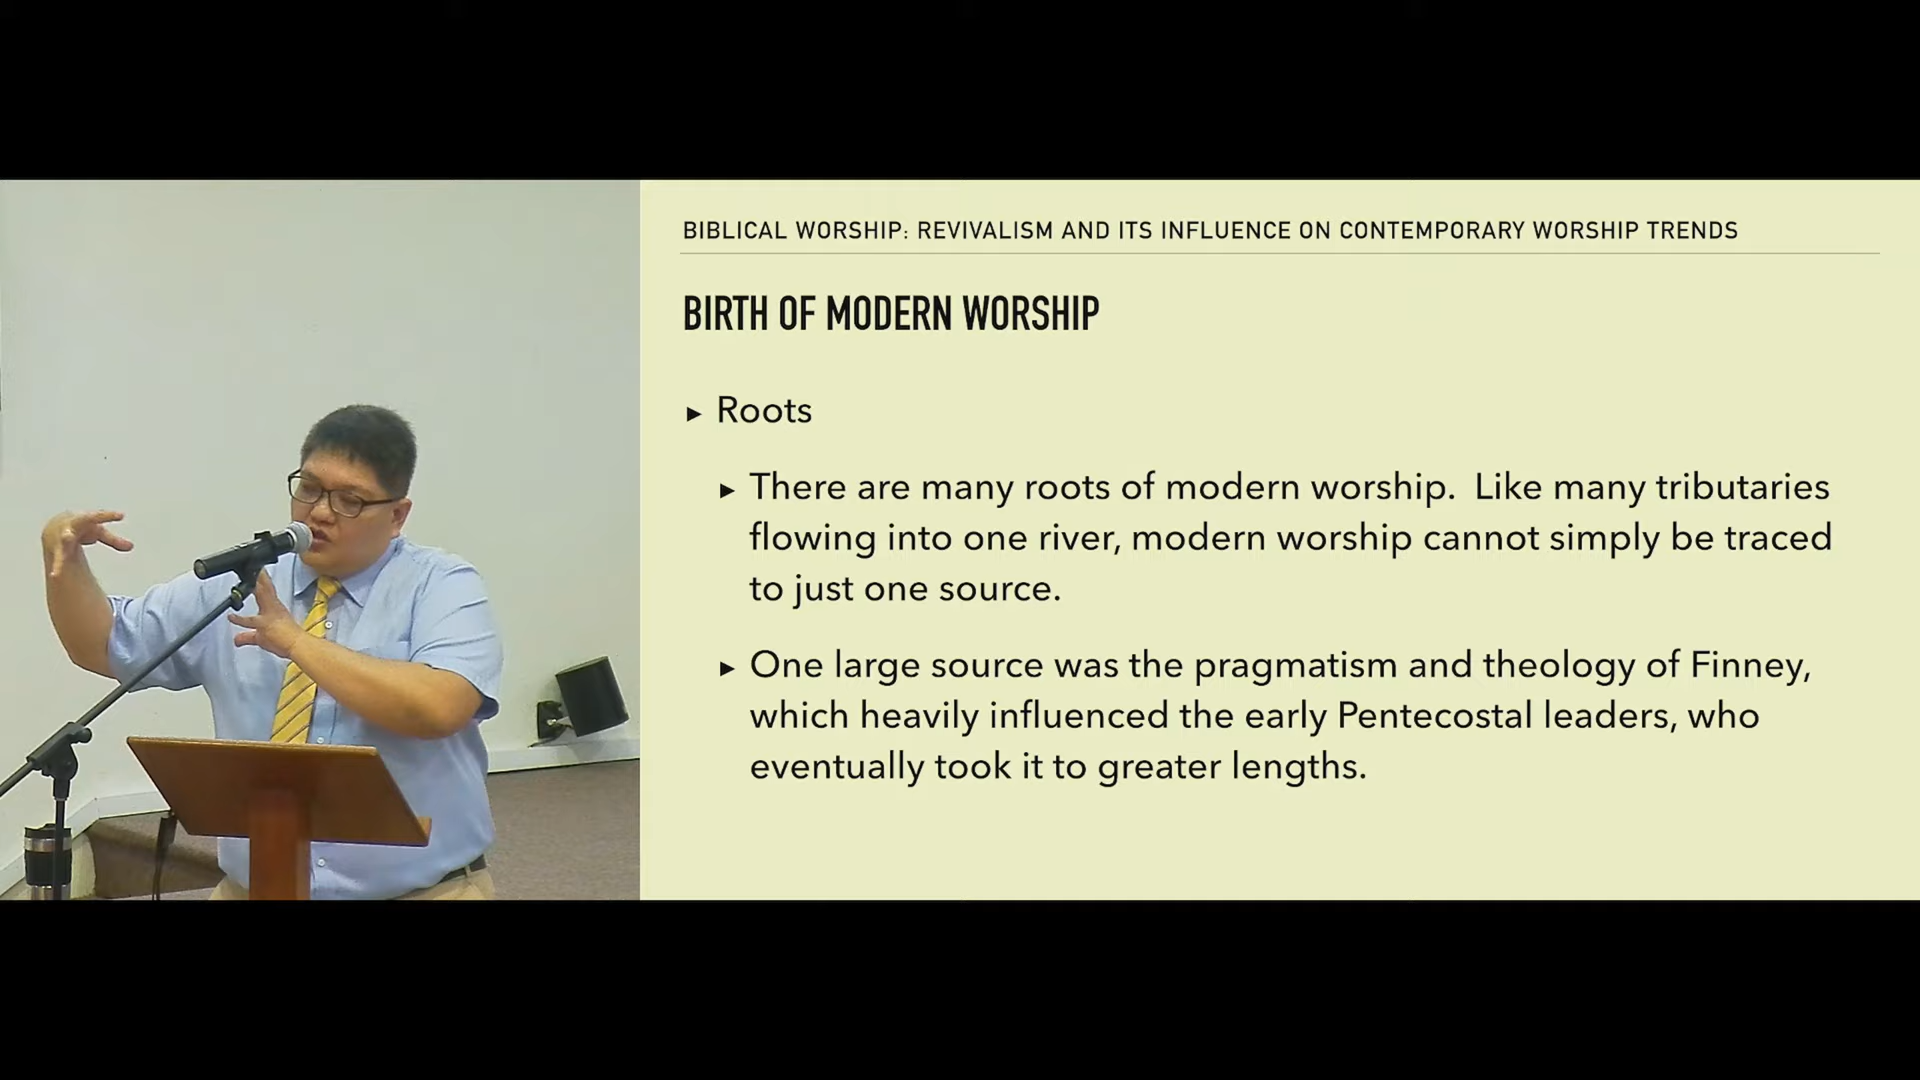 BIBLICAL WORSHIP: REVIVALISM AND ITS INFLUENCE ON CONTEMPORARY WORSHIP TRENDS
BIRTH OF MODERN WORSHIP
▸ Roots
▸ There are many roots of modern worship.  Like many tributaries
flowing into one river, modern worship cannot simply be traced
to just one source.
▸ One large source was the pragmatism and theology of Finney,
which heavily influenced the early Pentecostal leaders, who
eventually took it to greater lengths.